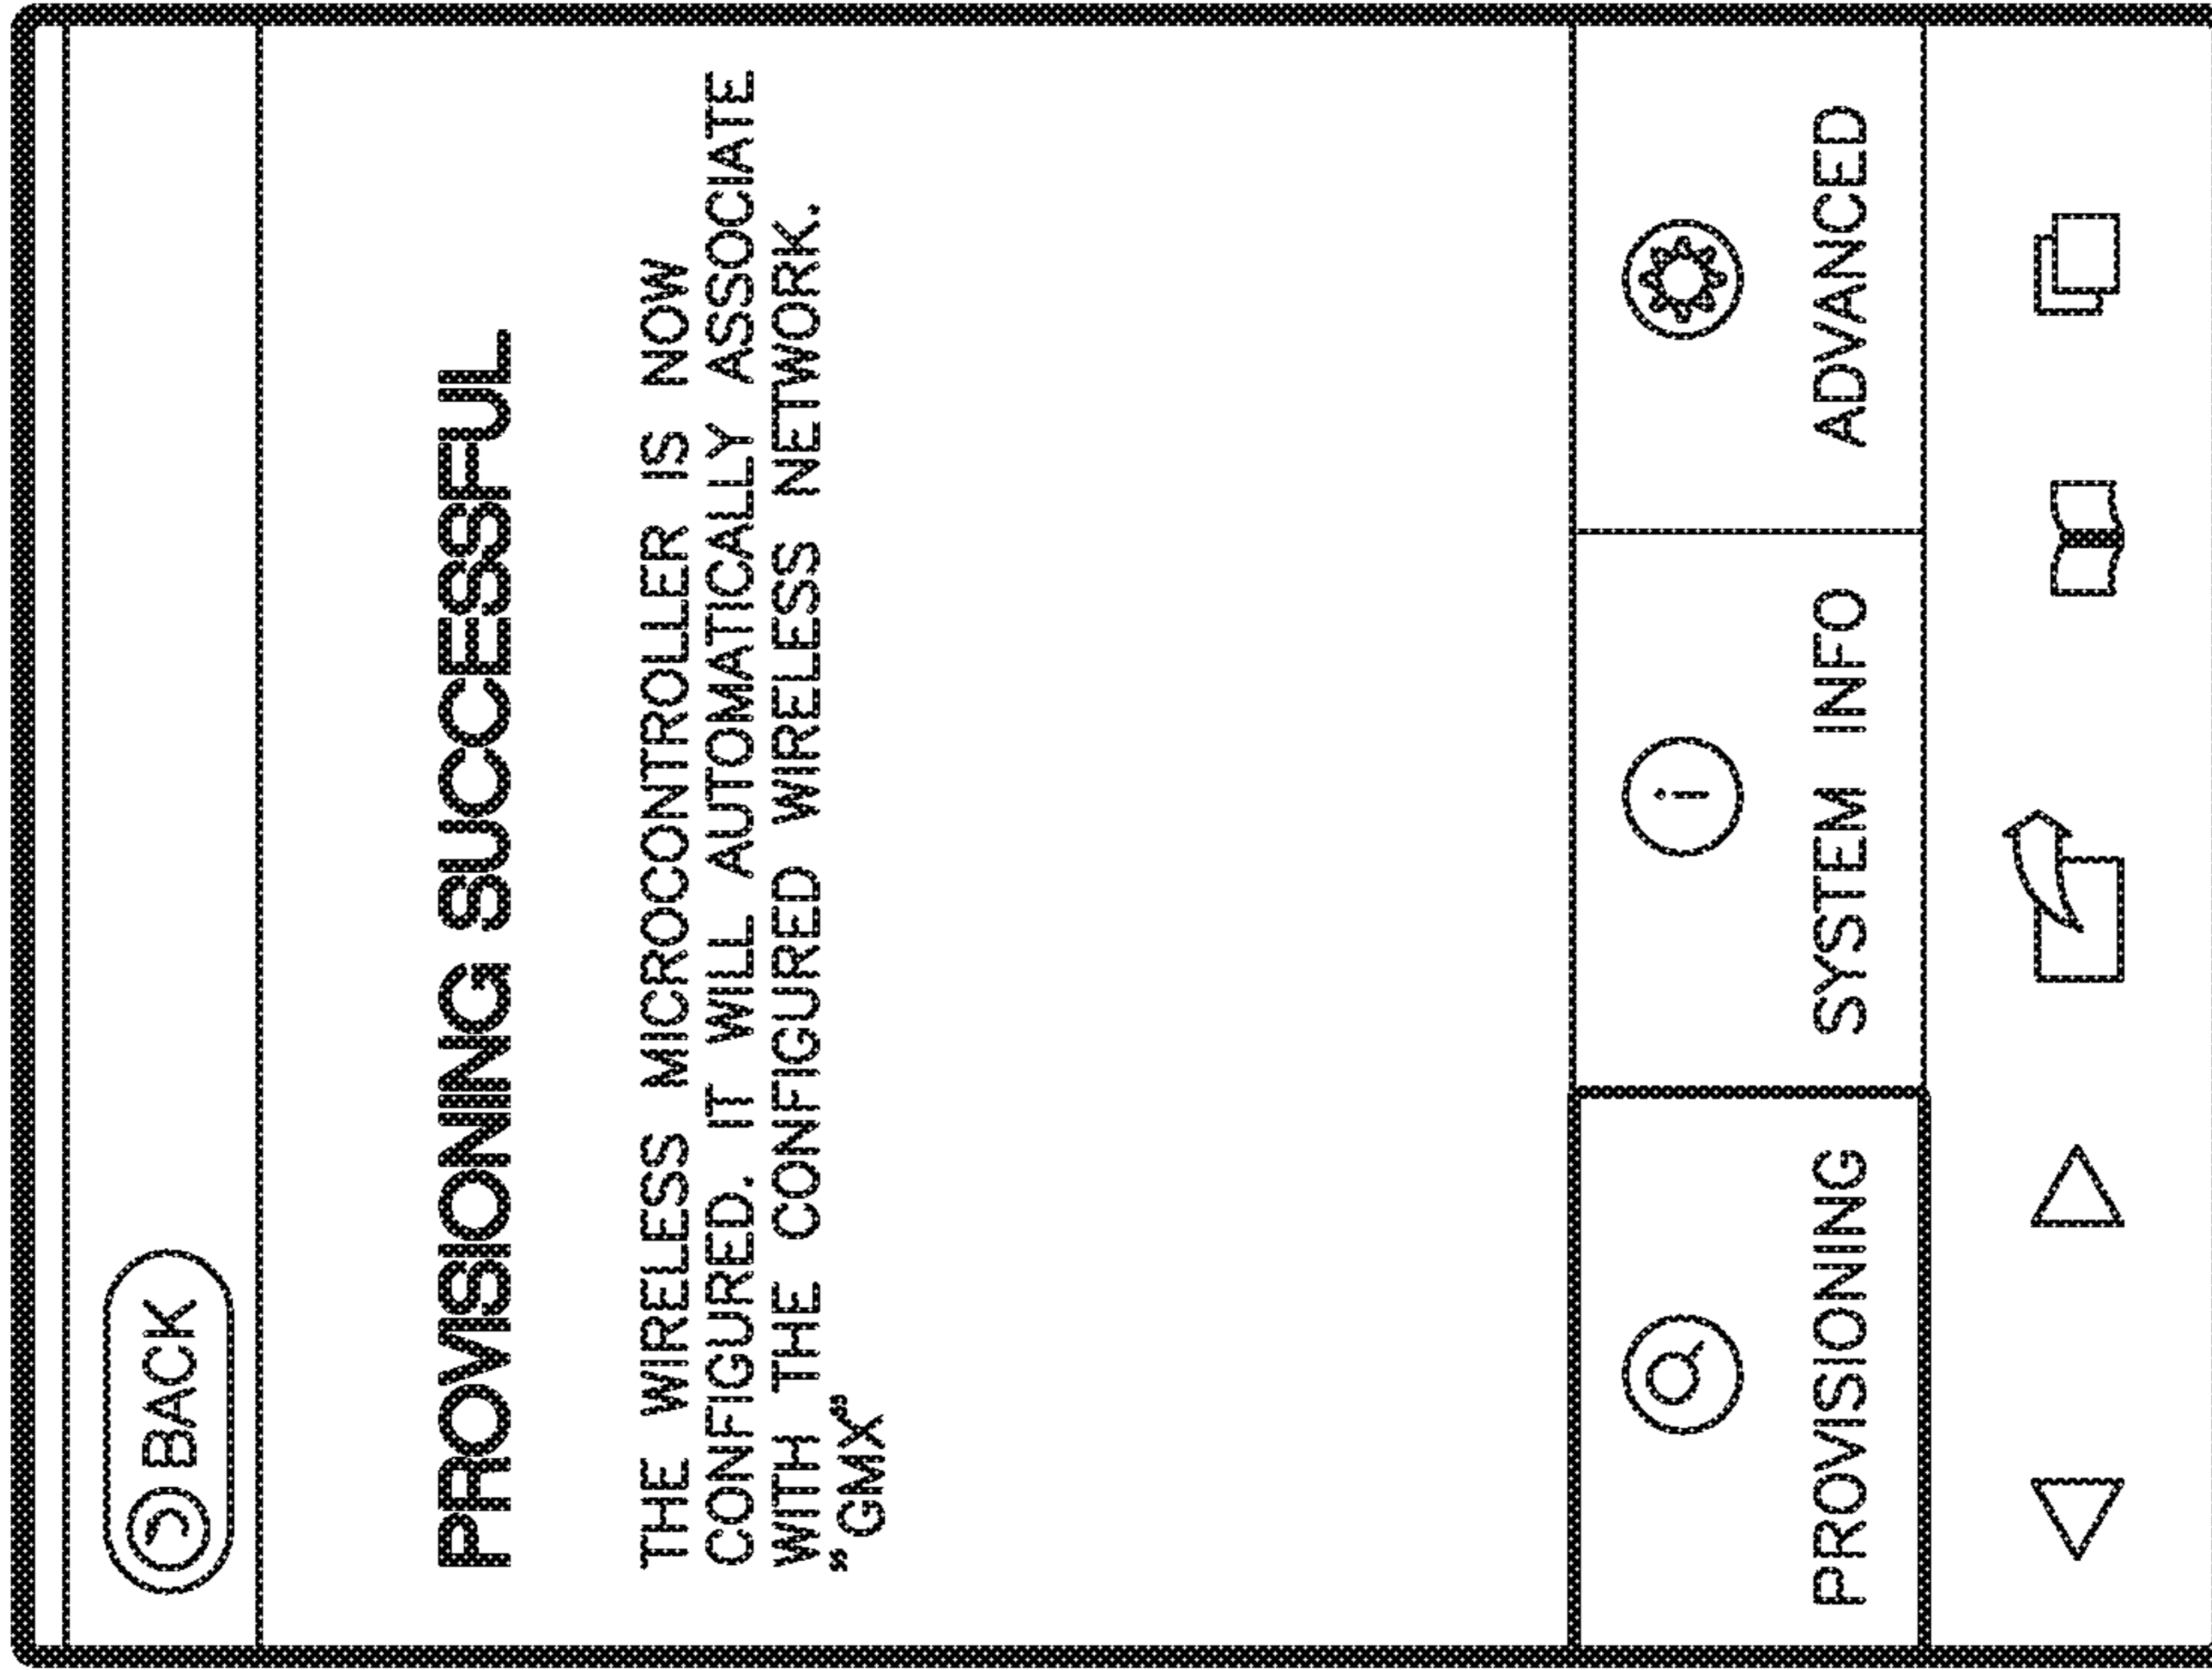 BACK
PROVISIONING SUCCESSFUL
THE WIRELESS MICROCONTROLLER IS NOW
CONFIGURED. IT WILL AUTOMATICALLY ASSOCIATE
WITH THE CONFIGURED WIRELESS NETWORK.
"GMX"
PROVISIONING
SYSTEM INFO
ADVANCED